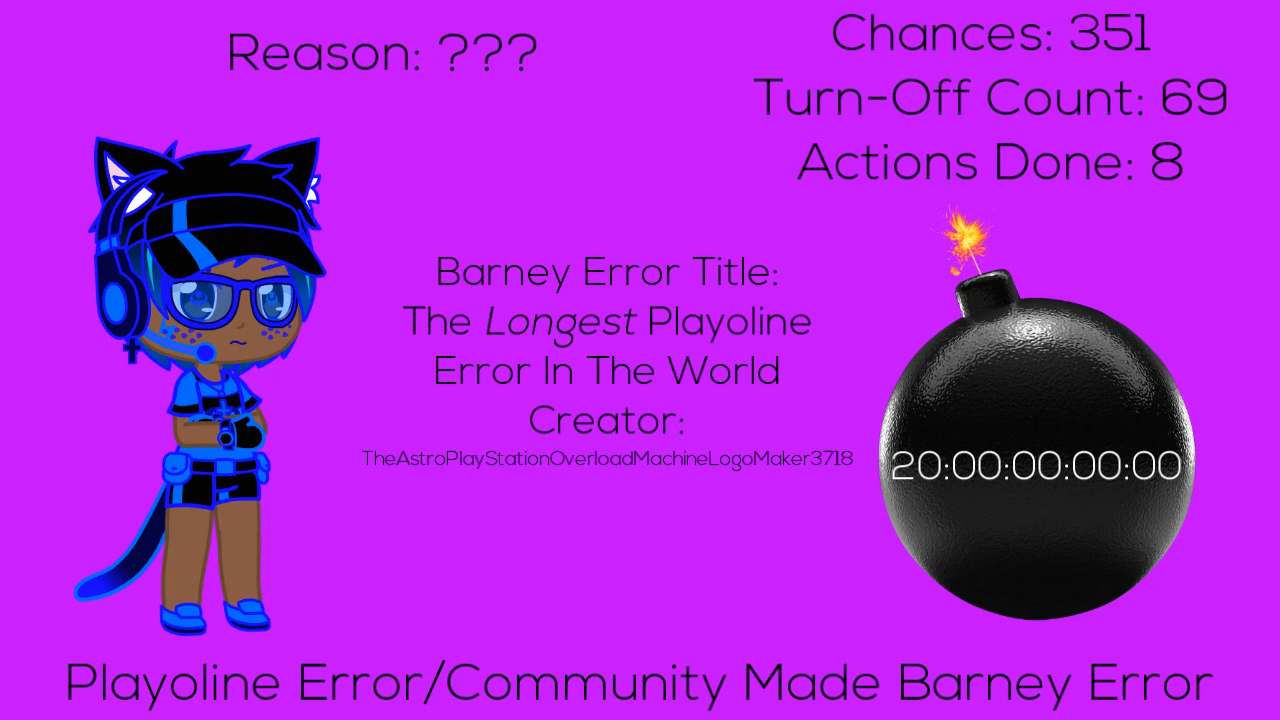 Reason: ???
Chances: 351
Turn-Off Count: 69
Actions Done: 8
Barney Error Title:
The Longest Playoline
Error In The World
Creator:
TheAstroPlayStationOverloadMachineLogoMaker3718
20:00:00:00:00
Playoline Error/Community Made Barney Error